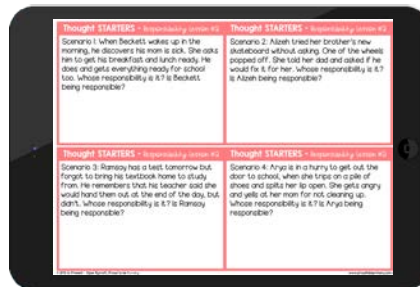 Thought STARTERS - Responsibility Lesson #2
Scenario 1: When Beckett wakes up in the
morning, he discovers his mom is sick. She asks
him to get his breakfast and lunch ready. He
does and gets everything ready for school
too. Whose responsibility is it? Is Beckett
being responsible?
Thought STARTERS - Responsibility Lesson #2
Scenario 2: Alizeh tried her brother's new
skateboard without asking. One of the wheels
popped off. She told her dad and asked if he
would fix it for her. Whose responsibility is it?
Is Alizeh being responsible?
Thought STARTERS - Responsibility Lesson #2
Scenario 3: Ramsay has a test tomorrow but
forgot to bring his textbook home to study
from. He remembers that his teacher said she
would hand them out at the end of the day, but
didn't. Whose responsibility is it? Is Ramsay
being responsible?
Thought STARTERS - Responsibility Lesson #2
Scenario 4: Arya is in a hurry to get out the
door to school, when she trips on a pile of
shoes and splits her lip open. She gets angry
and yells at her mom for not cleaning up.
Whose responsibility is it? Is Arya being
responsible?